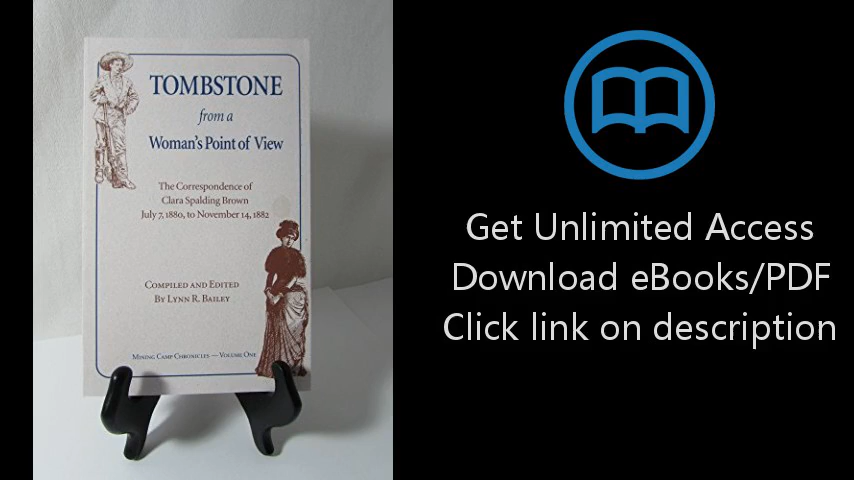 TOMBSTONE
from a
Woman's Point of View
The Correspondence of
Clara Spalding Brown
July 7, 1880, to November 14, 1882
Compiled and Edited
By Lynn R. Bailey
Mining Camp Chronicles — Volume One
Get Unlimited Access
Download eBooks/PDF
Click link on description